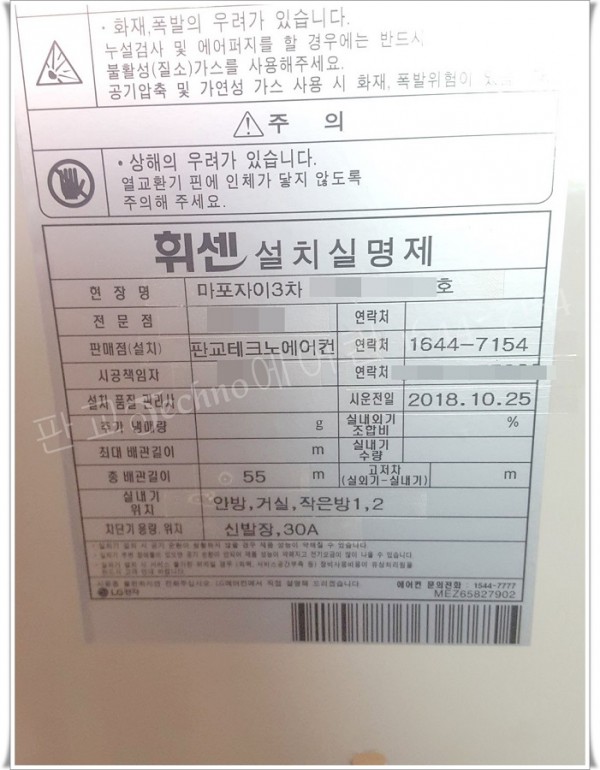 • 화재,폭발의 우려가 있습니다.
누설검사 및 에어퍼지를 할 경우에는 반드시
불활성(질소)가스를 사용해주세요.
공기압축 및 가연성 가스 사용 시 화재, 폭발위험이
주 의
• 상해의 우려가 있습니다.
열교환기 핀에 인체가 닿지 않도록
주의해 주세요.
휘센 설치실명제
현 장 명 마포자이3차 호
전 문 점 연락처
판매점(설치) 판교테크노에어컨 연락처 1644-7154
시공책임자 연락처
설치 품질 관리사 시운전일 2018.10.25
추가 냉매량 g 실내외기 조합비 %
최대 배관길이 m 실내기 수량
총 배관길이 55 m 고저차 (실외기-실내기) m
실내기 위치 안방,거실,작은방1,2
차단기 용량, 위치 신발장,30A
에어컨 문의전화 : 1544-7777
LG전자 MEZ65827902